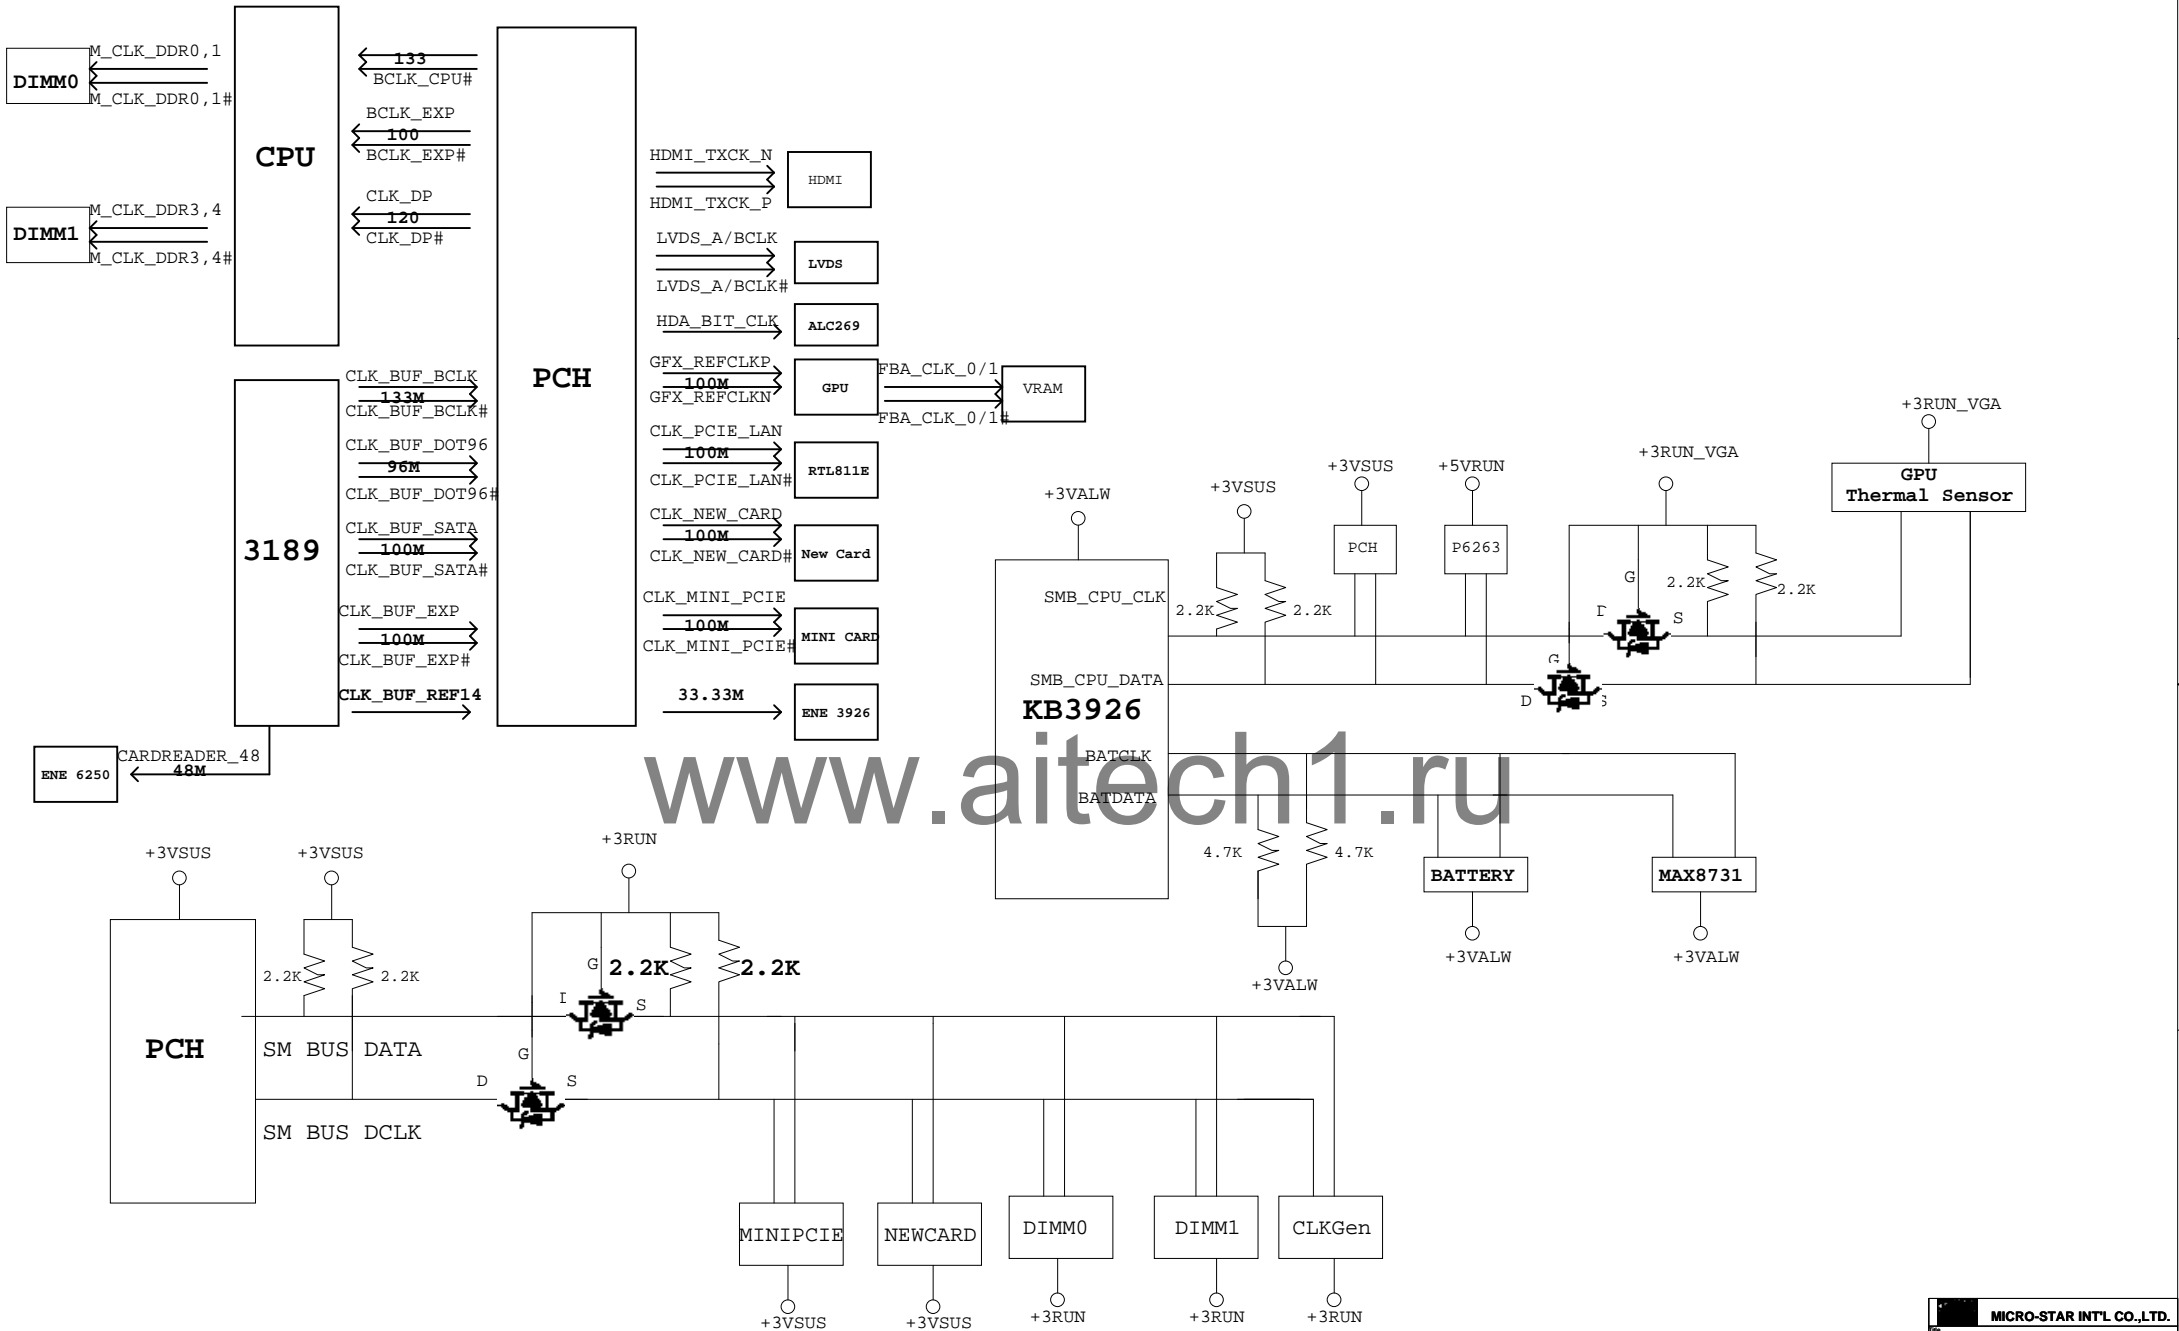 M_CLK_DDR0,1
DIMM0
M_CLK_DDR0,1#
M_CLK_DDR3,4
DIMM1
M_CLK_DDR3,4#
CPU
133
BCLK_CPU#
BCLK_EXP
100
BCLK_EXP#
CLK_DP
120
CLK_DP#
PCH
HDMI_TXCK_N
HDMI
HDMI_TXCK_P
LVDS_A/BCLK
LVDS
LVDS_A/BCLK#
HDA_BIT_CLK
ALC269
GFX_REFCLKP
100M
GPU
GFX_REFCLKN
FBA_CLK_0/1
VRAM
FBA_CLK_0/1#
CLK_PCIE_LAN
100M
RTL811E
CLK_PCIE_LAN#
CLK_NEW_CARD
100M
New Card
CLK_NEW_CARD#
CLK_MINI_PCIE
100M
MINI CARD
CLK_MINI_PCIE#
33.33M
ENE 3926
3189
CLK_BUF_BCLK
133M
CLK_BUF_BCLK#
CLK_BUF_DOT96
96M
CLK_BUF_DOT96#
CLK_BUF_SATA
100M
CLK_BUF_SATA#
CLK_BUF_EXP
100M
CLK_BUF_EXP#
CLK_BUF_REF14
CARDREADER_48
ENE 6250
48M
+3VALW
+3VSUS
+3VSUS
+5VRUN
+3RUN_VGA
+3RUN_VGA
GPU
Thermal Sensor
PCH
P6263
SMB_CPU_CLK
2.2K
2.2K
G
2.2K
2.2K
D
S
SMB_CPU_DATA
G
D
S
KB3926
BATCLK
BATDATA
4.7K
4.7K
+3VALW
BATTERY
+3VALW
MAX8731
+3VALW
www.aitech1.ru
+3VSUS
+3VSUS
+3RUN
2.2K
2.2K
G
2.2K
2.2K
D
S
PCH
SM BUS DATA
G
D
S
SM BUS DCLK
MINIPCIE
NEWCARD
DIMM0
DIMM1
CLKGen
+3VSUS
+3VSUS
+3RUN
+3RUN
+3RUN
MICRO-STAR INT'L CO.,LTD.